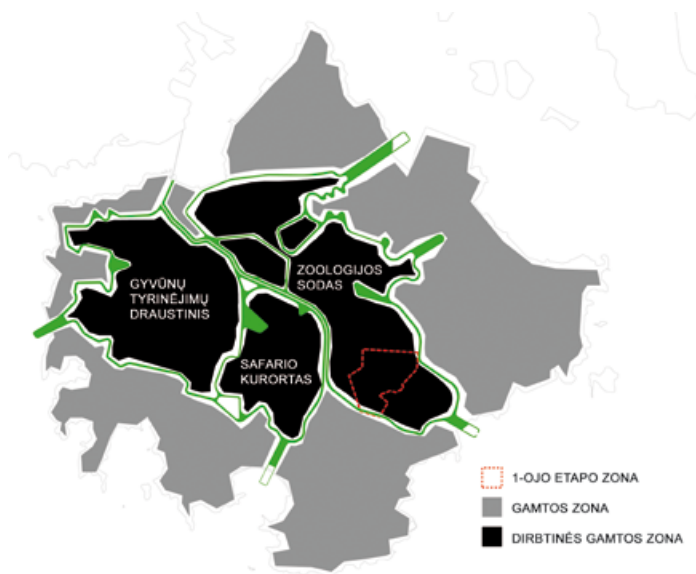 ZOOLOGIJOS
SODAS
GYVŪNŲ
TYRINĖJIMŲ
DRAUSTINIS
SAFARIO
KURORTAS
1-OJO ETAPO ZONA
GAMTOS ZONA
DIRBTINĖS GAMTOS ZONA